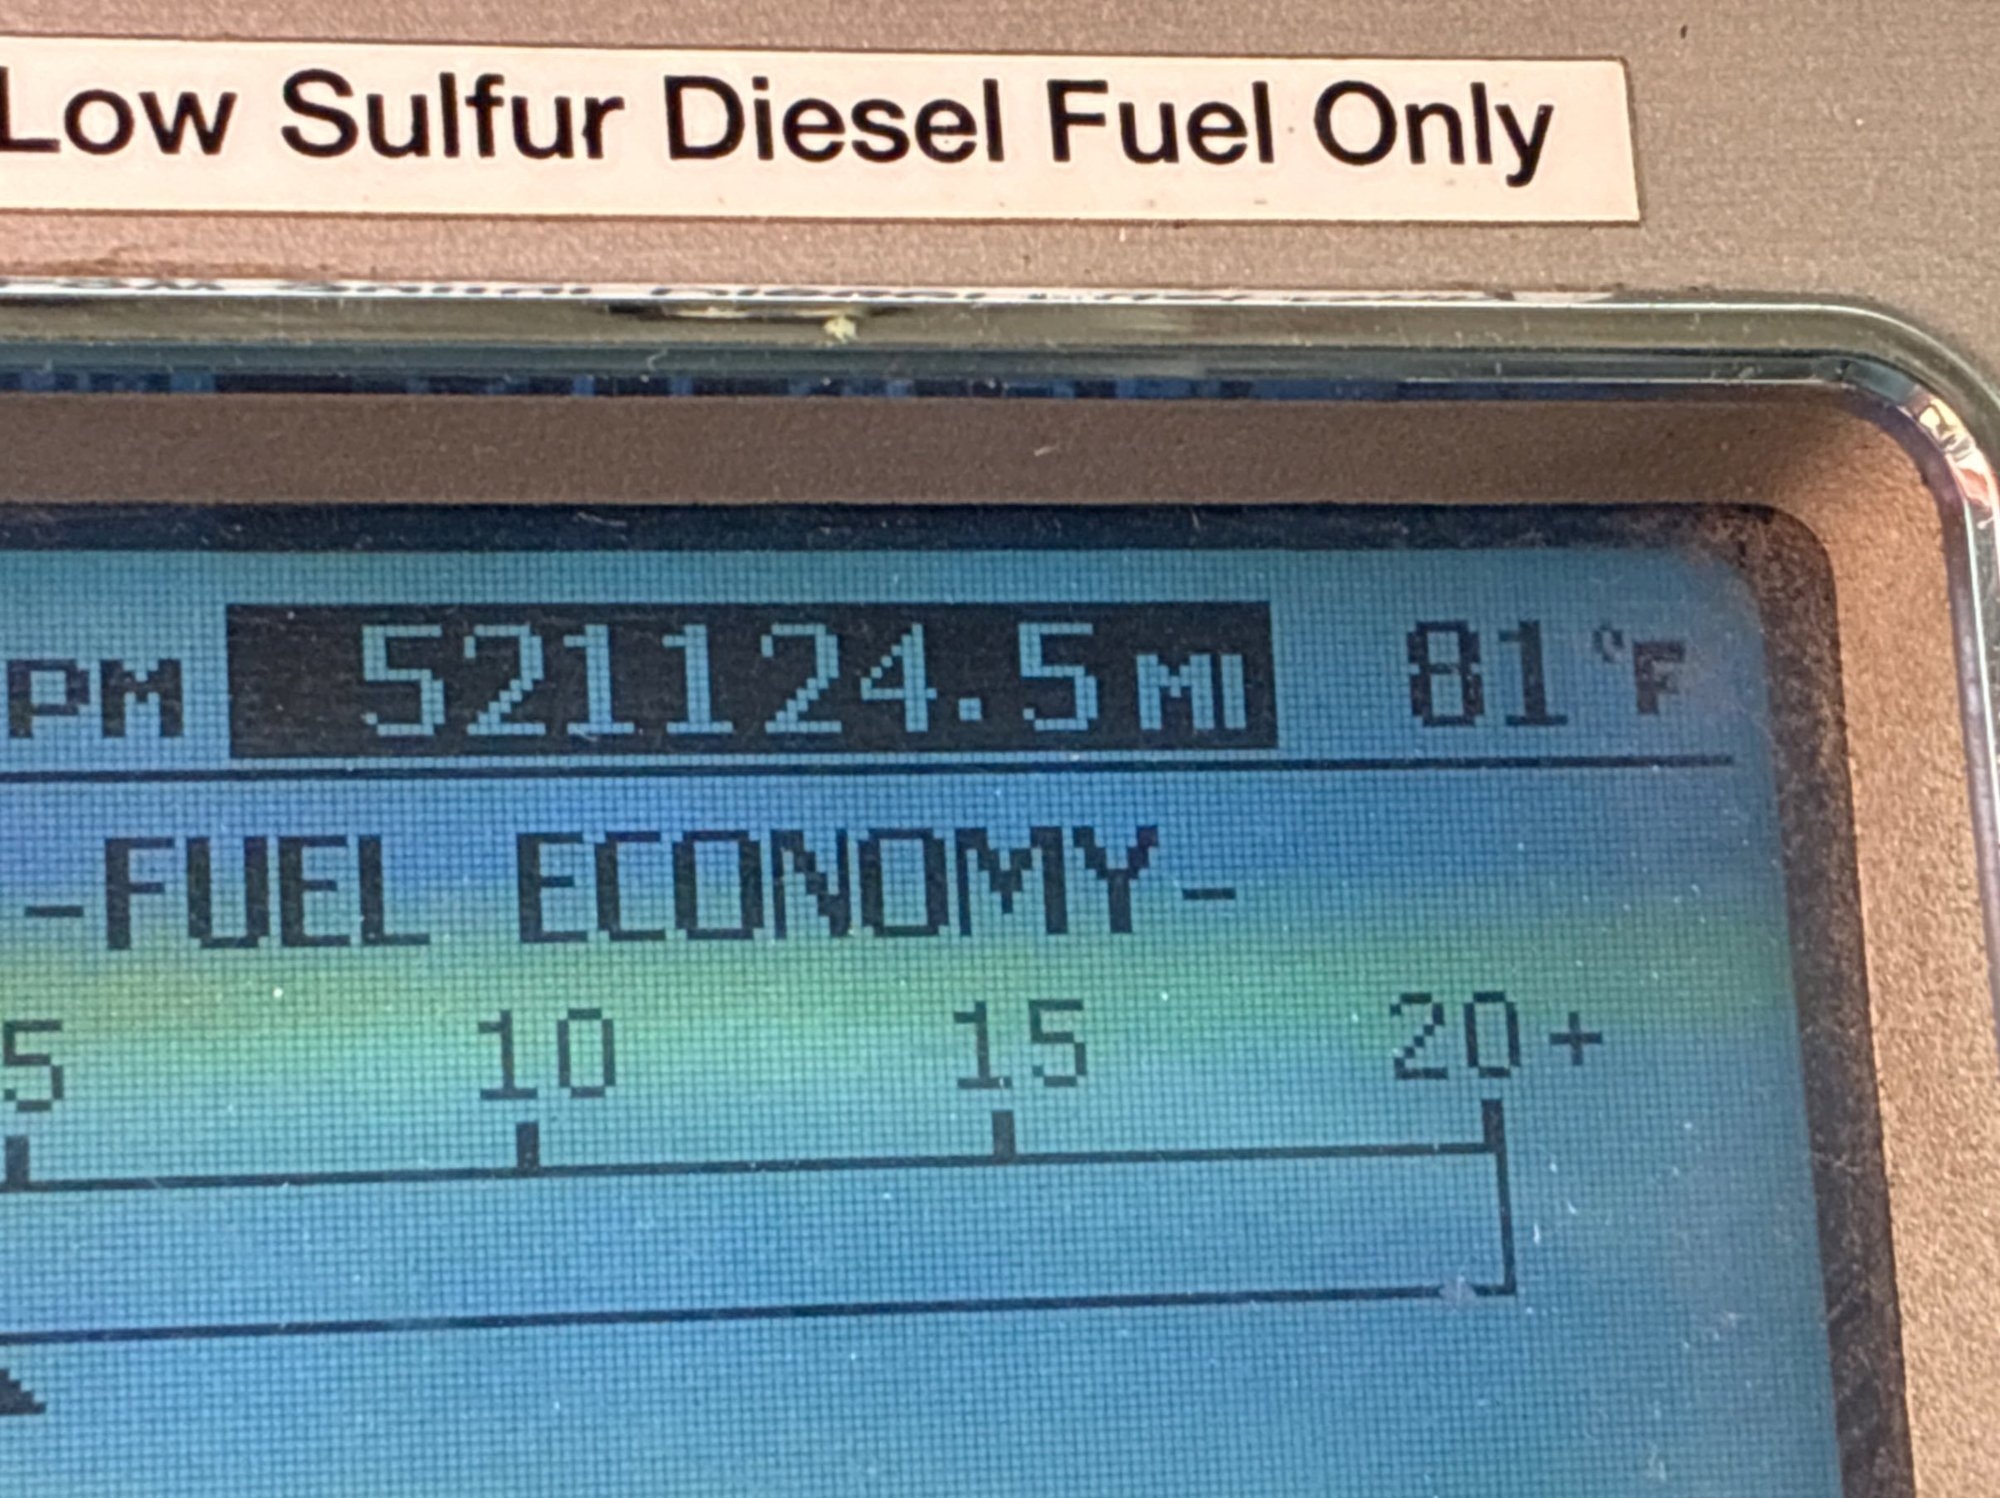 Low Sulfur Diesel Fuel Only
PM 521124.5 MI 81 °F
-FUEL ECONOMY-
5 10 15 20+